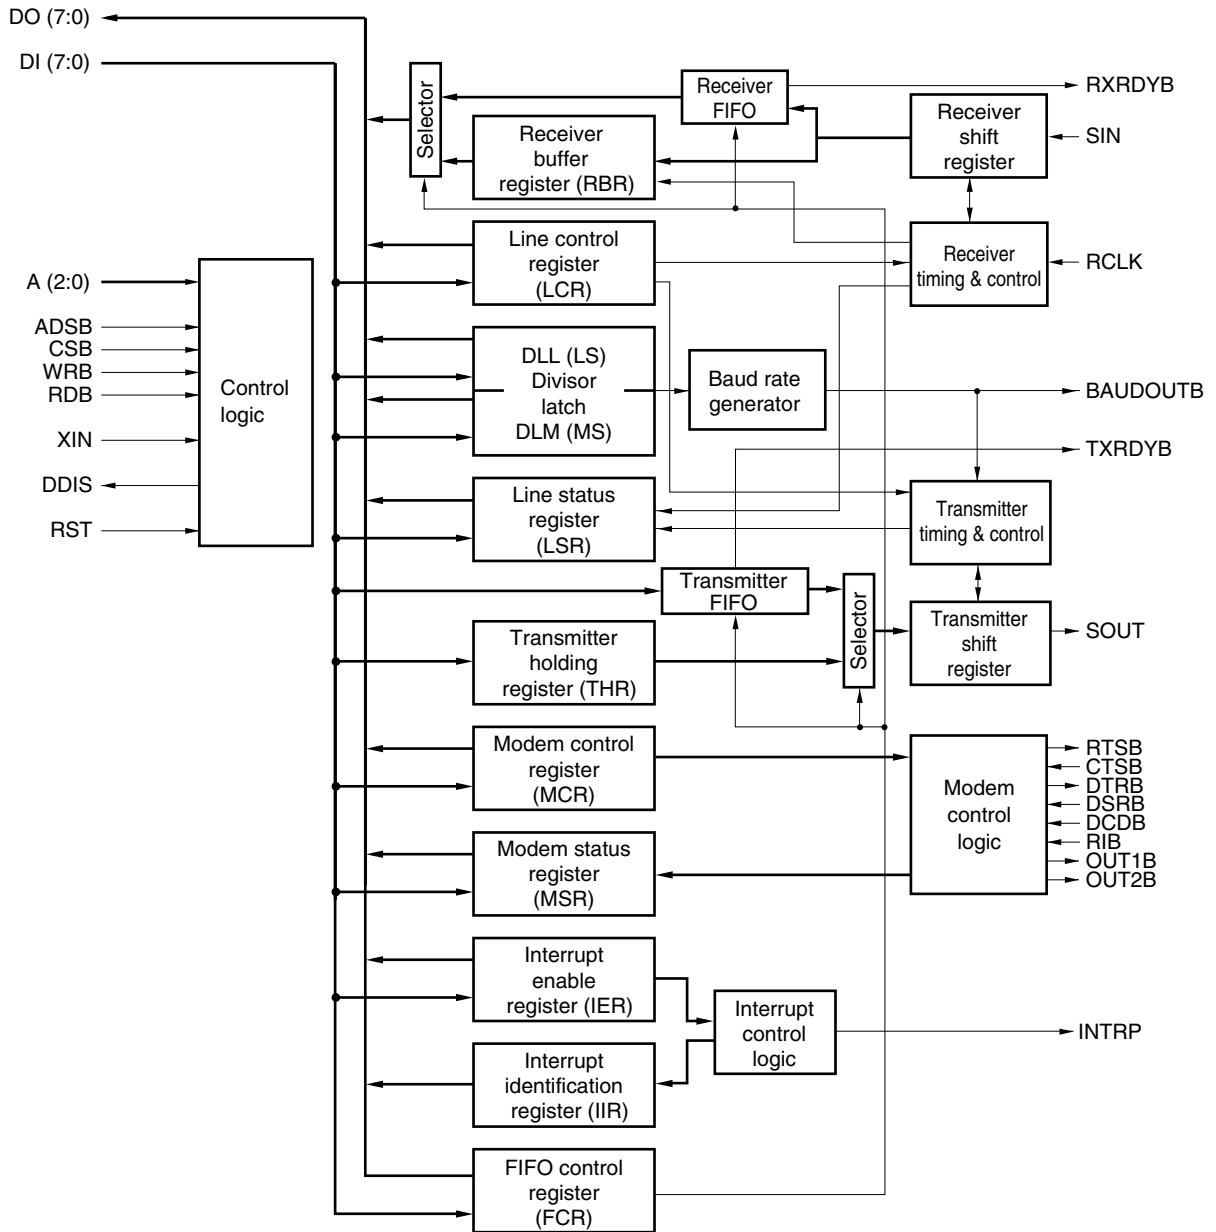 DO (7:0)
DI (7:0)
A (2:0)
ADSB
CSB
WRB
RDB
XIN
DDIS
RST
Control
logic
Selector
Receiver
FIFO
Receiver
buffer
register (RBR)
Receiver
shift
register
RXRDYB
SIN
Line control
register
(LCR)
Receiver
timing & control
RCLK
DLL (LS)
Divisor
latch
DLM (MS)
Baud rate
generator
BAUDOUTB
TXRDYB
Line status
register
(LSR)
Transmitter
timing & control
Transmitter
FIFO
Selector
Transmitter
holding
register (THR)
Transmitter
shift
register
SOUT
Modem control
register
(MCR)
Modem
control
logic
RTSB
CTSB
DTRB
DSRB
DCDB
RIB
OUT1B
OUT2B
Modem status
register
(MSR)
Interrupt
enable
register (IER)
Interrupt
control
logic
INTRP
Interrupt
identification
register (IIR)
FIFO control
register
(FCR)